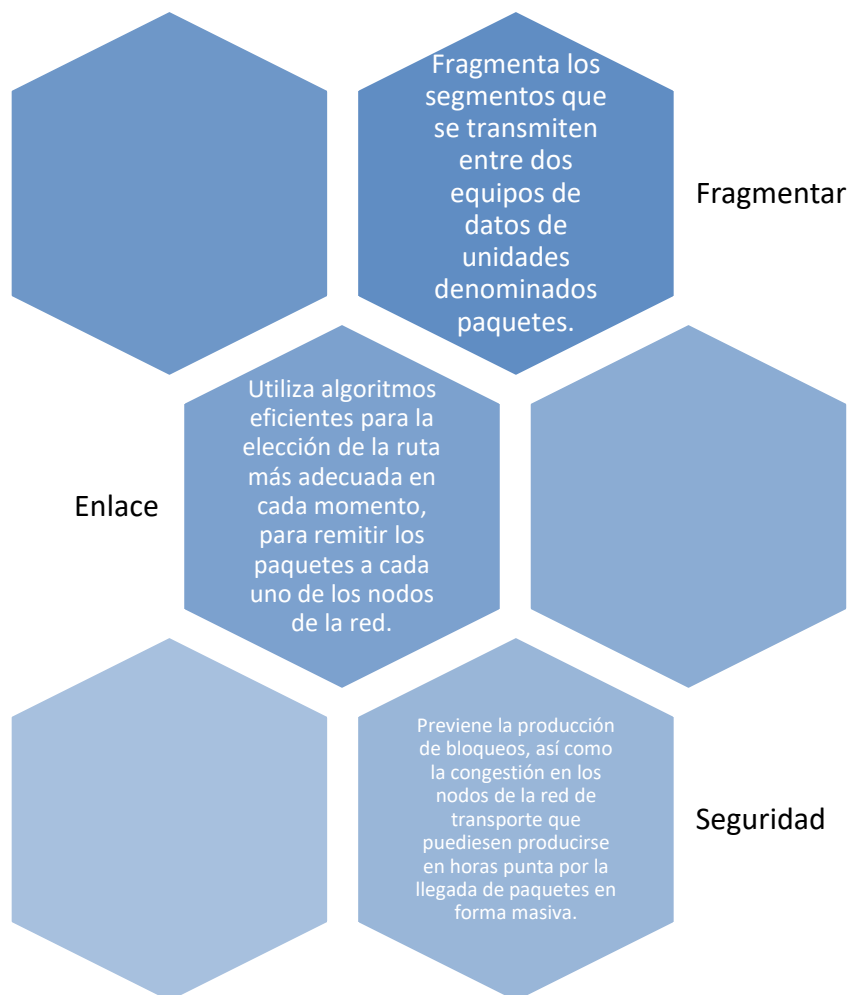 Fragmenta los
segmentos que
se transmiten
entre dos
equipos de
datos de
unidades
denominados
paquetes.
Fragmentar
Utiliza algoritmos
eficientes para la
elección de la ruta
más adecuada en
cada momento,
para remitir los
paquetes a cada
uno de los nodos
de la red.
Enlace
Previene la producción
de bloqueos, así como
la congestión en los
nodos de la red de
transporte que
puediesen producirse
en horas punta por la
llegada de paquetes en
forma masiva.
Seguridad